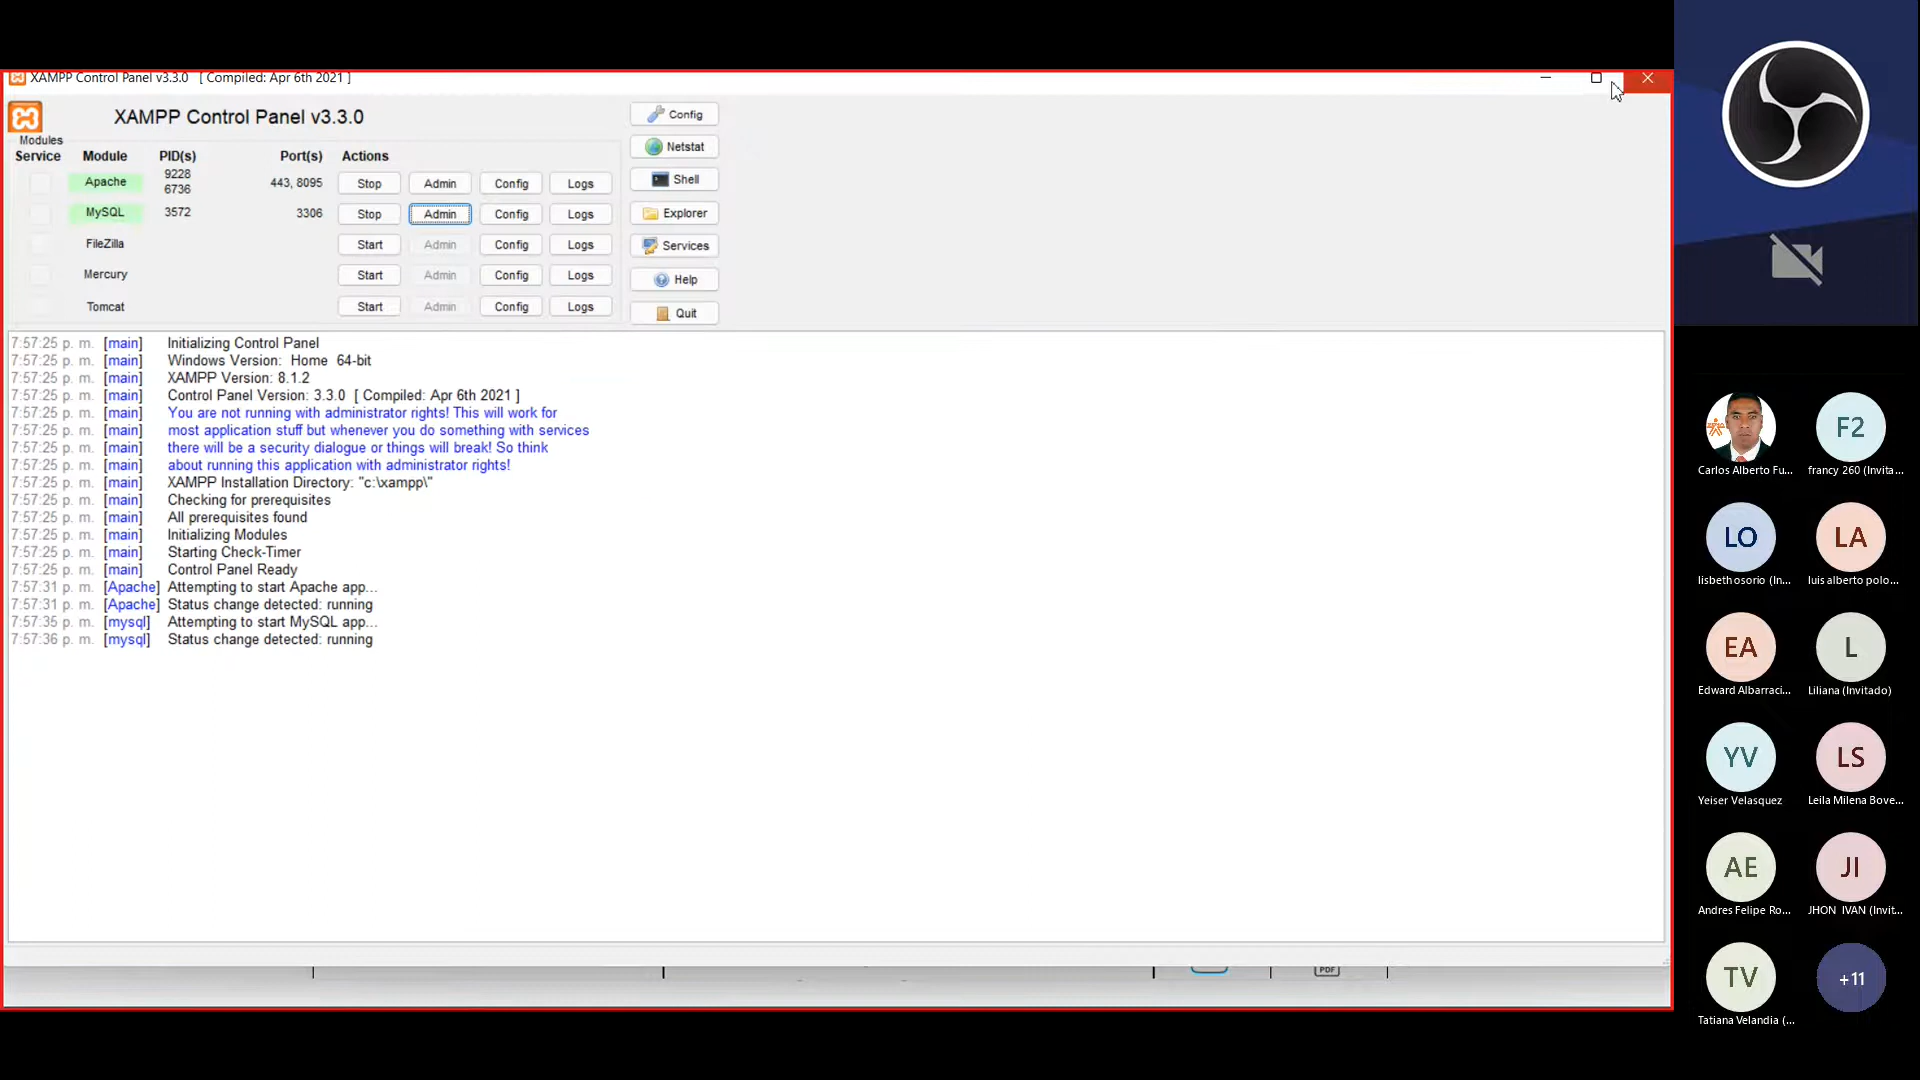 XAMPP Control Panel v3.3.0   [ Compiled: Apr 6th 2021 ]
XAMPP Control Panel v3.3.0
Modules
Service Module PID(s) Port(s) Actions
Apache 9228 6736 443, 8095 Stop Admin Config Logs
MySQL 3572 3306 Stop Admin Config Logs
FileZilla Start Admin Config Logs
Mercury Start Admin Config Logs
Tomcat Start Admin Config Logs
Config
Netstat
Shell
Explorer
Services
Help
Quit
7:57:25 p. m. [main] Initializing Control Panel
7:57:25 p. m. [main] Windows Version:  Home  64-bit
7:57:25 p. m. [main] XAMPP Version: 8.1.2
7:57:25 p. m. [main] Control Panel Version: 3.3.0  [ Compiled: Apr 6th 2021 ]
7:57:25 p. m. [main] You are not running with administrator rights! This will work for
7:57:25 p. m. [main] most application stuff but whenever you do something with services
7:57:25 p. m. [main] there will be a security dialogue or things will break! So think
7:57:25 p. m. [main] about running this application with administrator rights!
7:57:25 p. m. [main] XAMPP Installation Directory: "c:\xampp\"
7:57:25 p. m. [main] Checking for prerequisites
7:57:25 p. m. [main] All prerequisites found
7:57:25 p. m. [main] Initializing Modules
7:57:25 p. m. [main] Starting Check-Timer
7:57:25 p. m. [main] Control Panel Ready
7:57:31 p. m. [Apache] Attempting to start Apache app...
7:57:31 p. m. [Apache] Status change detected: running
7:57:35 p. m. [mysql] Attempting to start MySQL app...
7:57:36 p. m. [mysql] Status change detected: running
PDF
Carlos Alberto Fu...
F2
francy 260 (Invita...
LO
lisbeth osorio (In...
LA
luis alberto polo...
EA
Edward Albarraci...
L
Liliana (Invitado)
YV
Yeiser Velasquez
LS
Leila Milena Bove...
AE
Andres Felipe Ro...
JI
JHON  IVAN (Invit...
TV
Tatiana Velandia (...
+11